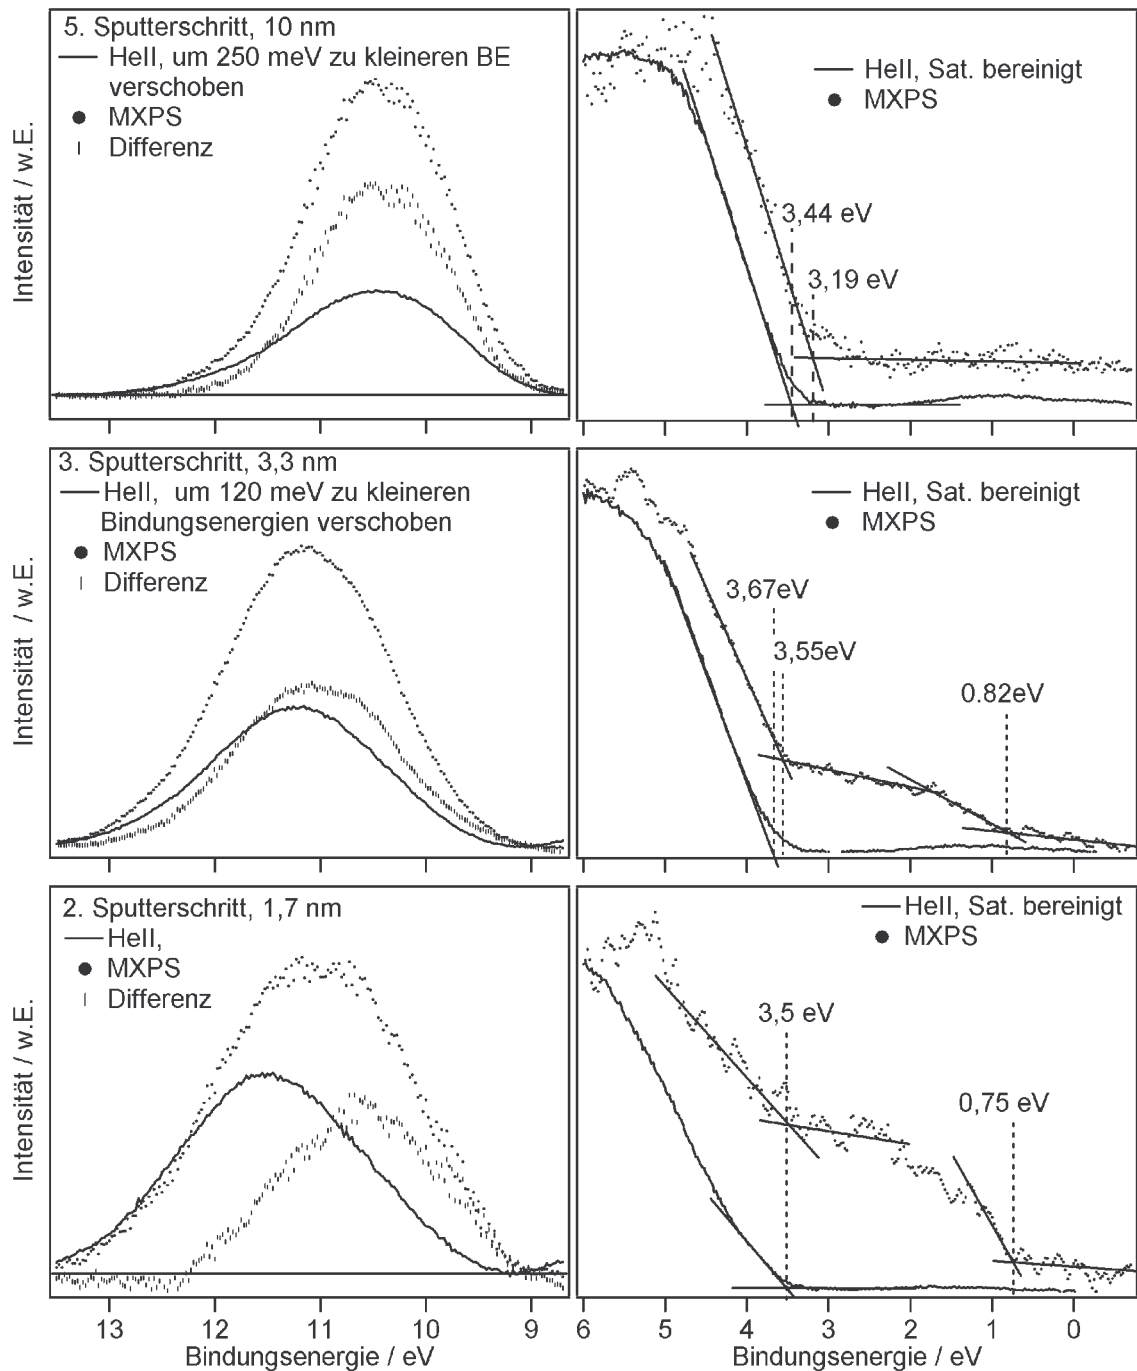 5. Sputterschritt, 10 nm
HeII, um 250 meV zu kleineren BE
verschoben
MXPS
Differenz
Intensität / w.E.
HeII, Sat. bereinigt
MXPS
3,44 eV
3,19 eV
3. Sputterschritt, 3,3 nm
HeII, um 120 meV zu kleineren
Bindungsenergien verschoben
MXPS
Differenz
Intensität / w.E.
HeII, Sat. bereinigt
MXPS
3,67eV
3,55eV
0.82eV
2. Sputterschritt, 1,7 nm
HeII,
MXPS
Differenz
Intensität / w.E.
HeII, Sat. bereinigt
MXPS
3,5 eV
0,75 eV
13 12 11 10 9
Bindungsenergie / eV
6 5 4 3 2 1 0
Bindungsenergie / eV